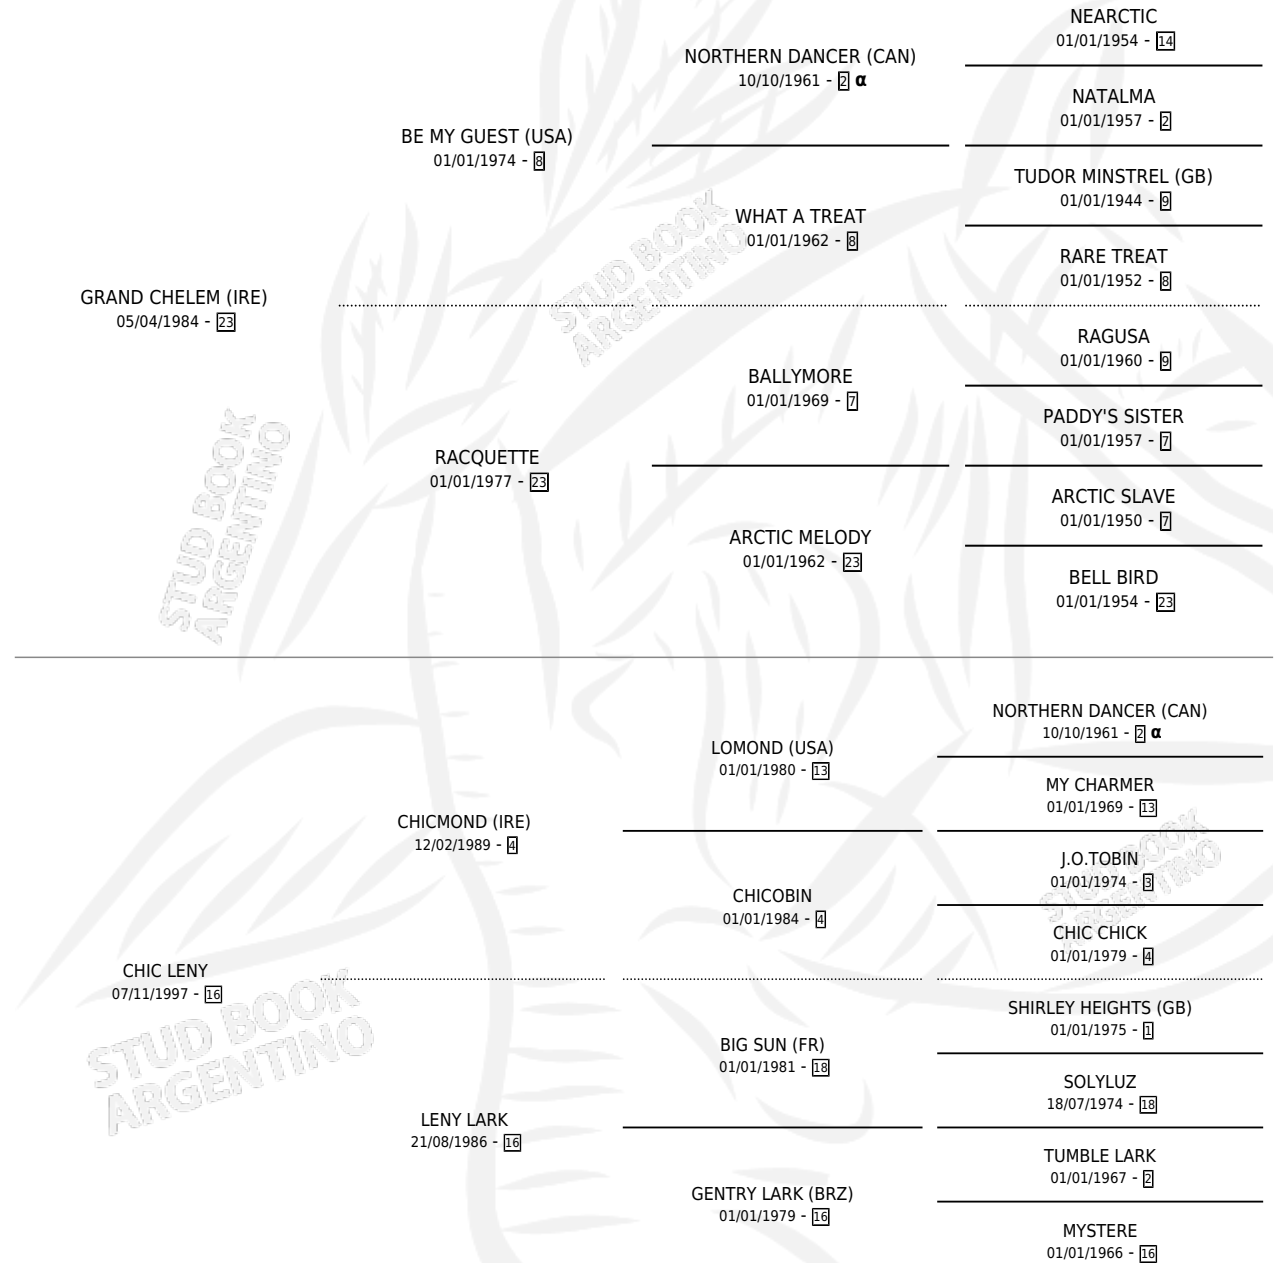 NEARCTIC
01/01/1954 - 14
NORTHERN DANCER (CAN)
10/10/1961 - 2 α
NATALMA
01/01/1957 - 2
BE MY GUEST (USA)
01/01/1974 - 8
TUDOR MINSTREL (GB)
01/01/1944 - 9
WHAT A TREAT
01/01/1962 - 8
RARE TREAT
01/01/1952 - 8
STUD BOOK
ARGENTINO
GRAND CHELEM (IRE)
05/04/1984 - 23
RAGUSA
01/01/1960 - 9
BALLYMORE
01/01/1969 - 7
PADDY'S SISTER
01/01/1957 - 7
RACQUETTE
01/01/1977 - 23
ARCTIC SLAVE
01/01/1950 - 7
ARCTIC MELODY
01/01/1962 - 23
BELL BIRD
01/01/1954 - 23
STUD BOOK
ARGENTINO
NORTHERN DANCER (CAN)
10/10/1961 - 2 α
LOMOND (USA)
01/01/1980 - 13
MY CHARMER
01/01/1969 - 13
CHICMOND (IRE)
12/02/1989 - 4
J.O.TOBIN
01/01/1974 - 3
CHICOBIN
01/01/1984 - 4
CHIC CHICK
01/01/1979 - 4
STUD BOOK
ARGENTINO
CHIC LENY
07/11/1997 - 16
SHIRLEY HEIGHTS (GB)
01/01/1975 - 1
BIG SUN (FR)
01/01/1981 - 18
SOLYLUZ
18/07/1974 - 18
LENY LARK
21/08/1986 - 16
TUMBLE LARK
01/01/1967 - 2
GENTRY LARK (BRZ)
01/01/1979 - 16
MYSTERE
01/01/1966 - 16
STUD BOOK
ARGENTINO